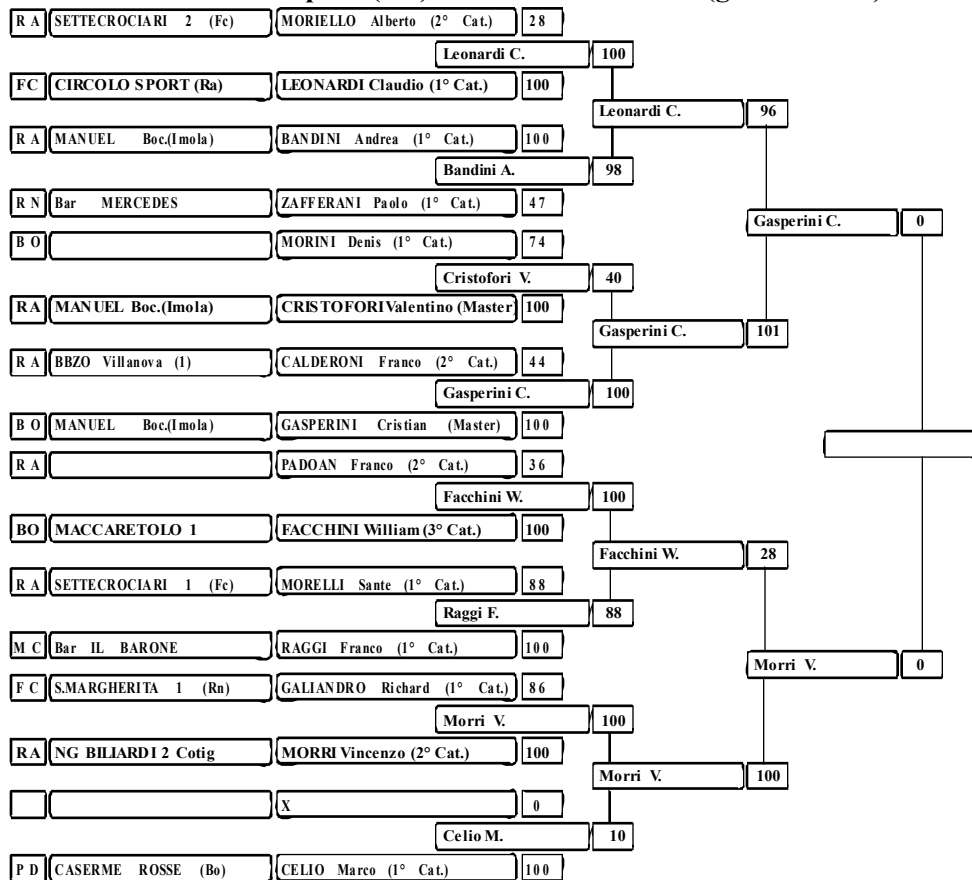 R A SETTECROCIARI 2 (Fc) MORIELLO Alberto (2° Cat.) 28
Leonardi C. 100
FC CIRCOLO SPORT (Ra) LEONARDI Claudio (1° Cat.) 100
Leonardi C. 96
R A MANUEL Boc.(Imola) BANDINI Andrea (1° Cat.) 100
Bandini A. 98
R N Bar MERCEDES ZAFFERANI Paolo (1° Cat.) 47
Gasperini C. 0
B O MORINI Denis (1° Cat.) 74
Cristofori V. 40
RA MANUEL Boc.(Imola) CRISTOFORI Valentino (Master 100
Gasperini C. 101
R A BBZO Villanova (1) CALDERONI Franco (2° Cat.) 44
Gasperini C. 100
B O MANUEL Boc.(Imola) GASPERINI Cristian (Master) 100
R A PADOAN Franco (2° Cat.) 36
Facchini W. 100
BO MACCARETOLO 1 FACCHINI William (3° Cat.) 100
Facchini W. 28
R A SETTECROCIARI 1 (Fc) MORELLI Sante (1° Cat.) 88
Raggi F. 88
M C Bar IL BARONE RAGGI Franco (1° Cat.) 100
Morri V. 0
F C S.MARGHERITA 1 (Rn) GALIANDRO Richard (1° Cat.) 86
Morri V. 100
RA NG BILIARDI 2 Cotig MORRI Vincenzo (2° Cat.) 100
Morri V. 100
X 0
Celio M. 10
P D CASERME ROSSE (Bo) CELIO Marco (1° Cat.) 100